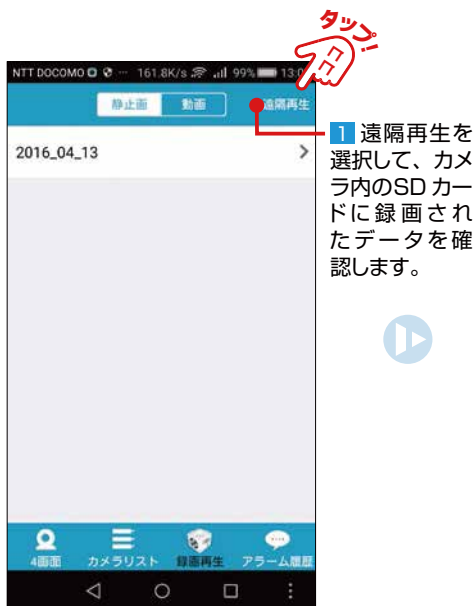 タップ!
NTT DOCOMO ... 161.8K/s 99% 13:0
静止画 動画 遠隔再生
2016_04_13
1 遠隔再生を
選択して、カメ
ラ内のSD カー
ドに録画され
たデータを確
認します。
4画面 カメラリスト 録画再生 アラーム履歴